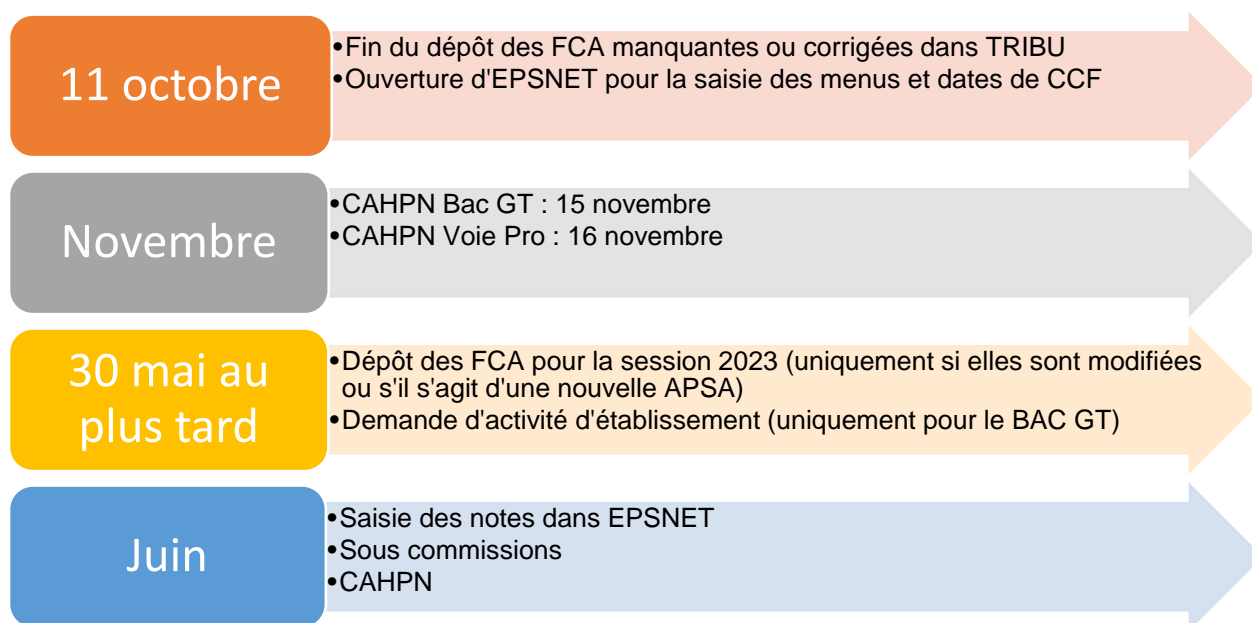 11 octobre
•Fin du dépôt des FCA manquantes ou corrigées dans TRIBU
•Ouverture d'EPSNET pour la saisie des menus et dates de CCF
Novembre
•CAHPN Bac GT : 15 novembre
•CAHPN Voie Pro : 16 novembre
30 mai au
plus tard
•Dépôt des FCA pour la session 2023 (uniquement si elles sont modifiées
ou s'il s'agit d'une nouvelle APSA)
•Demande d'activité d'établissement (uniquement pour le BAC GT)
Juin
•Saisie des notes dans EPSNET
•Sous commissions
•CAHPN